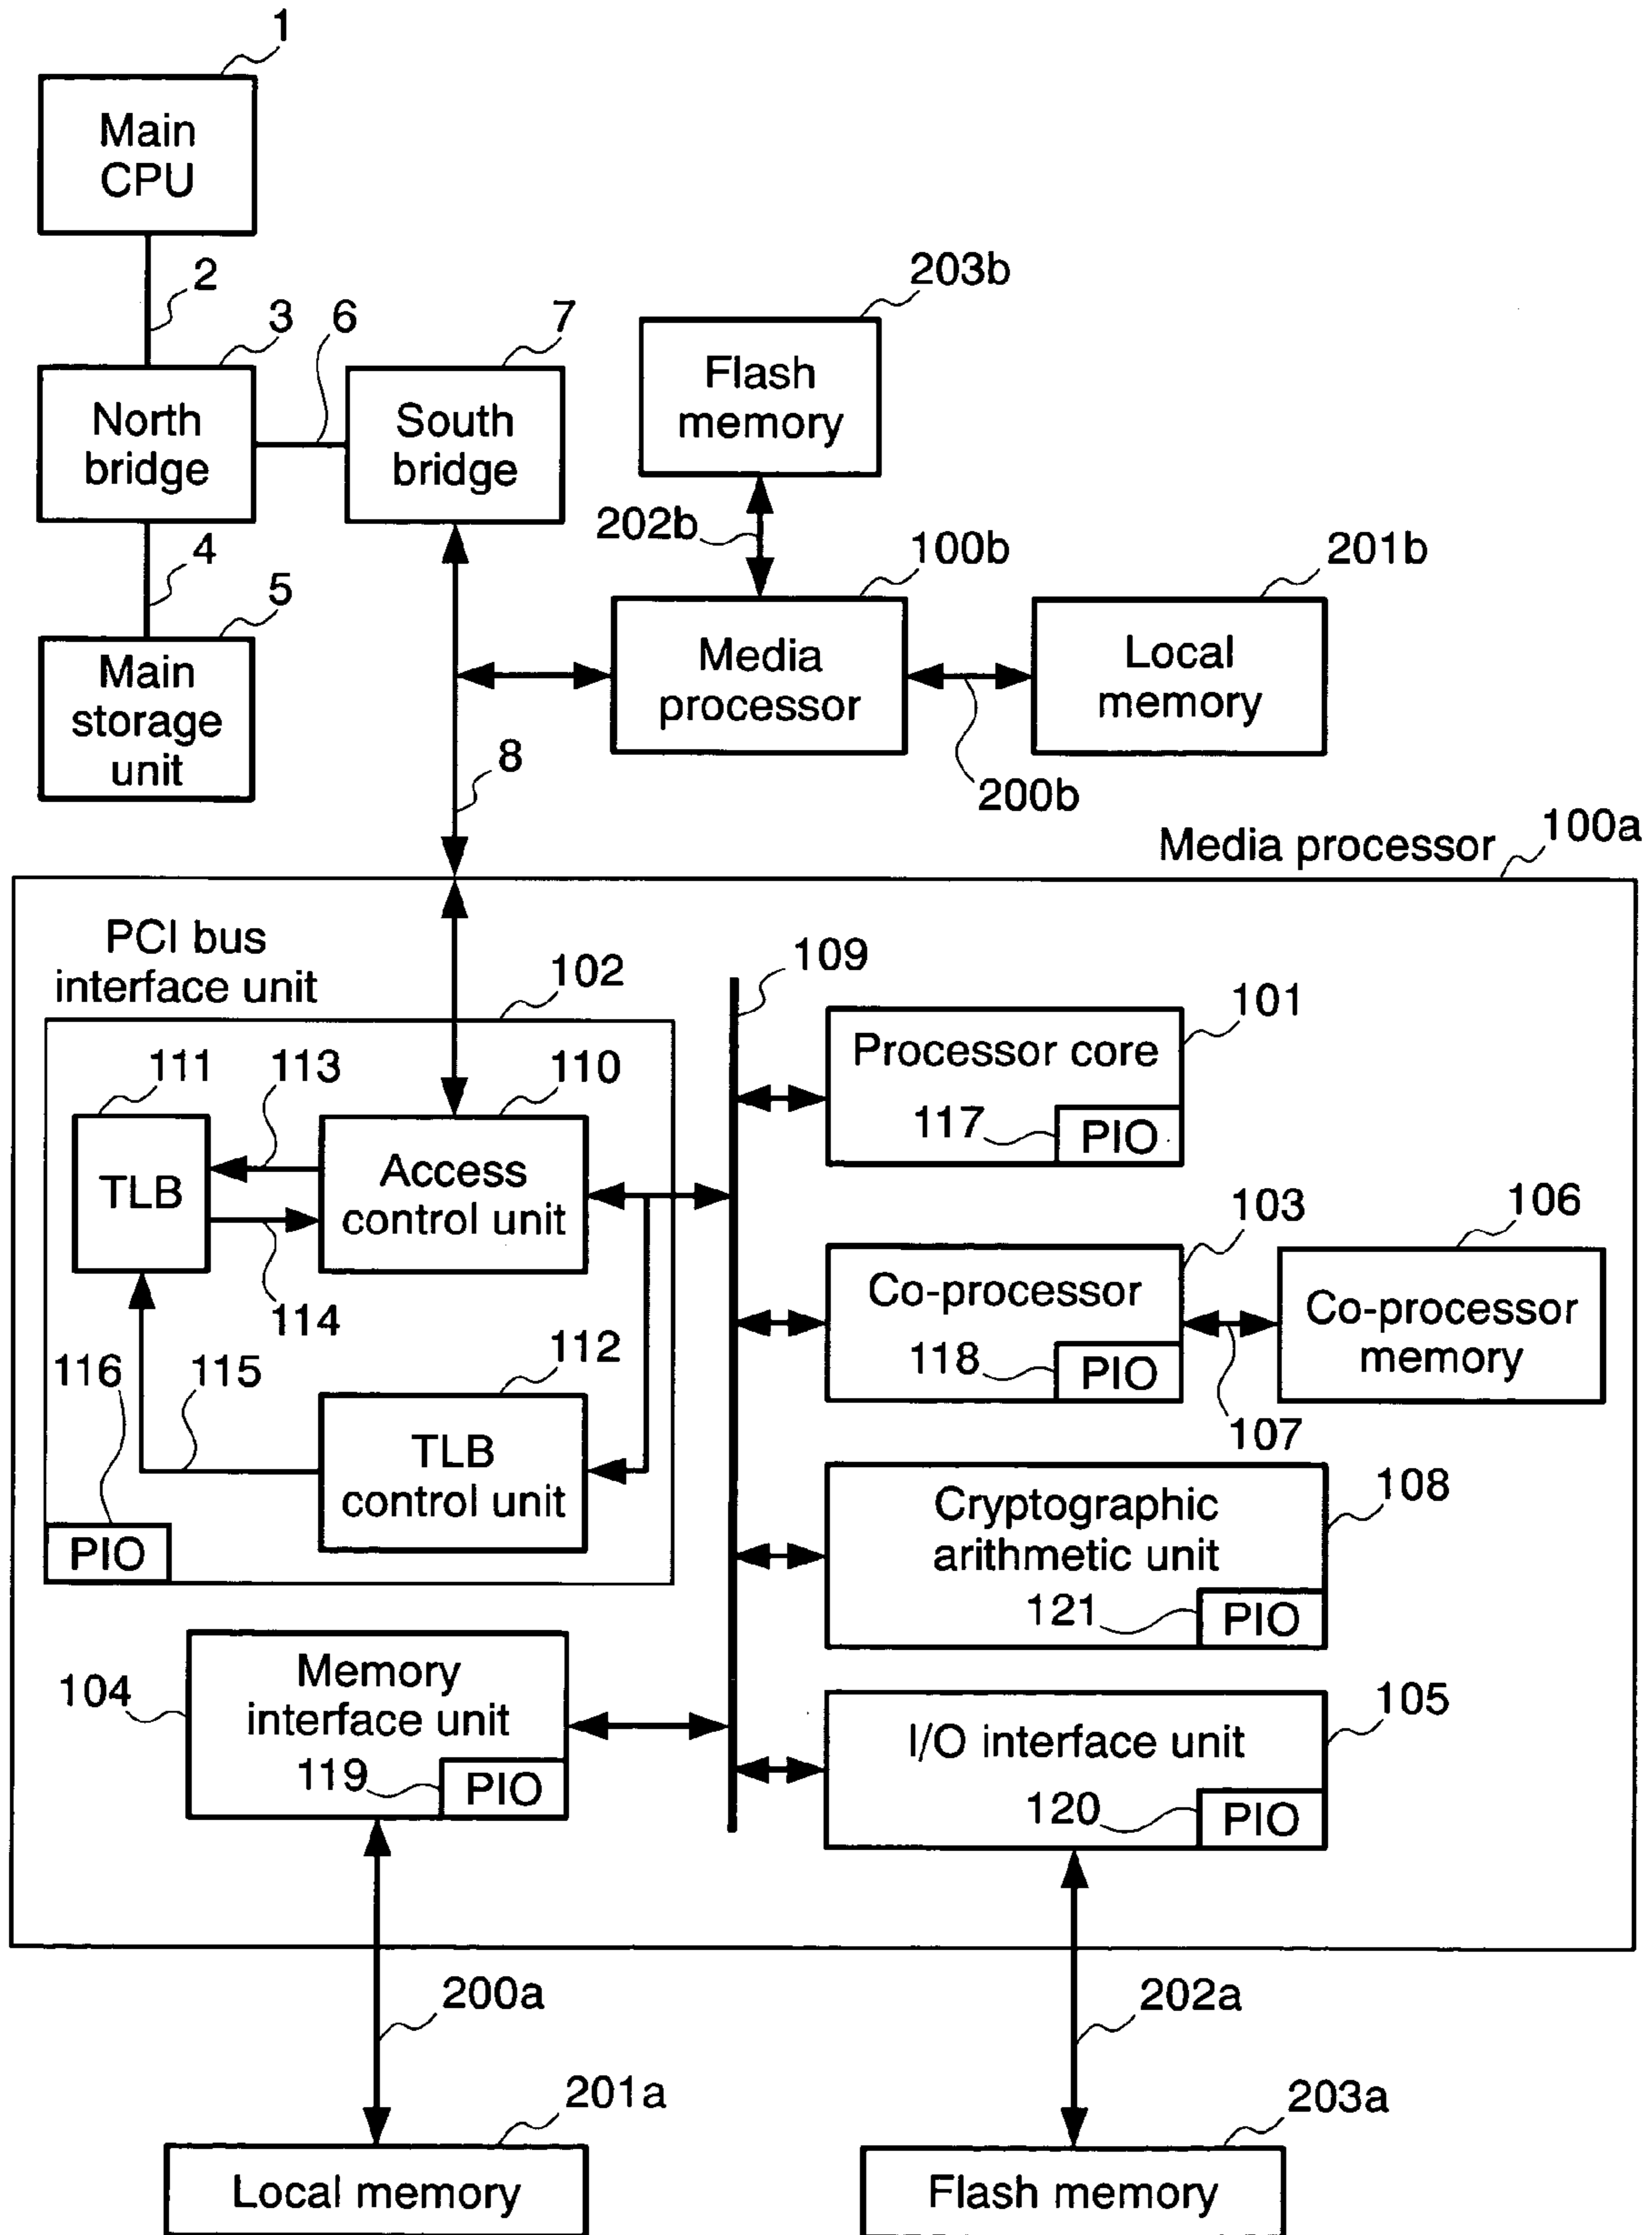 1
Main
CPU
2
203b
3
6
7
North
bridge
South
bridge
Flash
memory
4
202b
100b
201b
5
Main
storage
unit
Media
processor
Local
memory
8
200b
Media processor
100a
PCI bus
interface unit
102
109
101
111
113
110
Processor core
117
PIO
TLB
Access
control unit
103
106
114
Co-processor
118
PIO
Co-processor
memory
112
116
115
107
TLB
control unit
108
Cryptographic
arithmetic unit
PIO
121
PIO
104
Memory
interface unit
119
PIO
105
I/O interface unit
120
PIO
200a
202a
201a
203a
Local memory
Flash memory